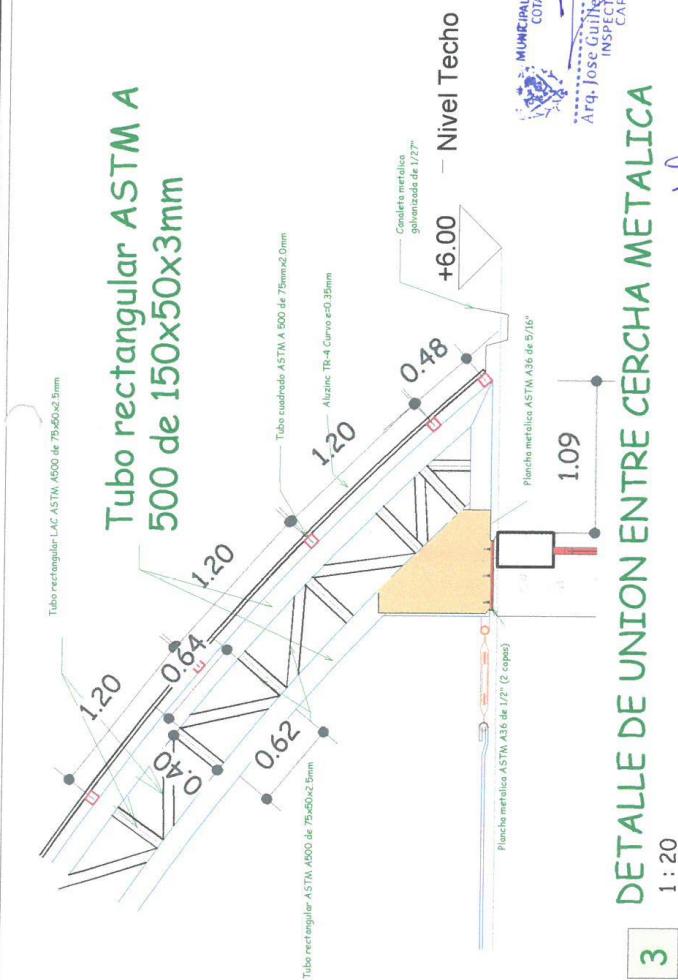 Tubo rectangular LAC ASTM A500 de 75x50x2.5mm
Tubo rectangular ASTM A
500 de 150x50x3mm
Tubo cuadrado ASTM A 500 de 75mmx2.0mm
Aluzinc TR-4 Curvo e=0.35mm
Canaleta metalica
galvanizada de 1/27"
+6.00
Nivel Techo
1.20
1.20
1.20
0.48
0.64
0.40
0.62
1.09
Plancha metalica ASTM A36 de 5/16"
Tubo rectangular ASTM A500 de 75x50x2.5mm
Plancha metalica ASTM A36 de 1/2" (2 capas)
3
DETALLE DE UNION ENTRE CERCHA METALICA
1 : 20
MUNICIPAL
COTA
Arq. Jose Guille
INSPECT
CAR